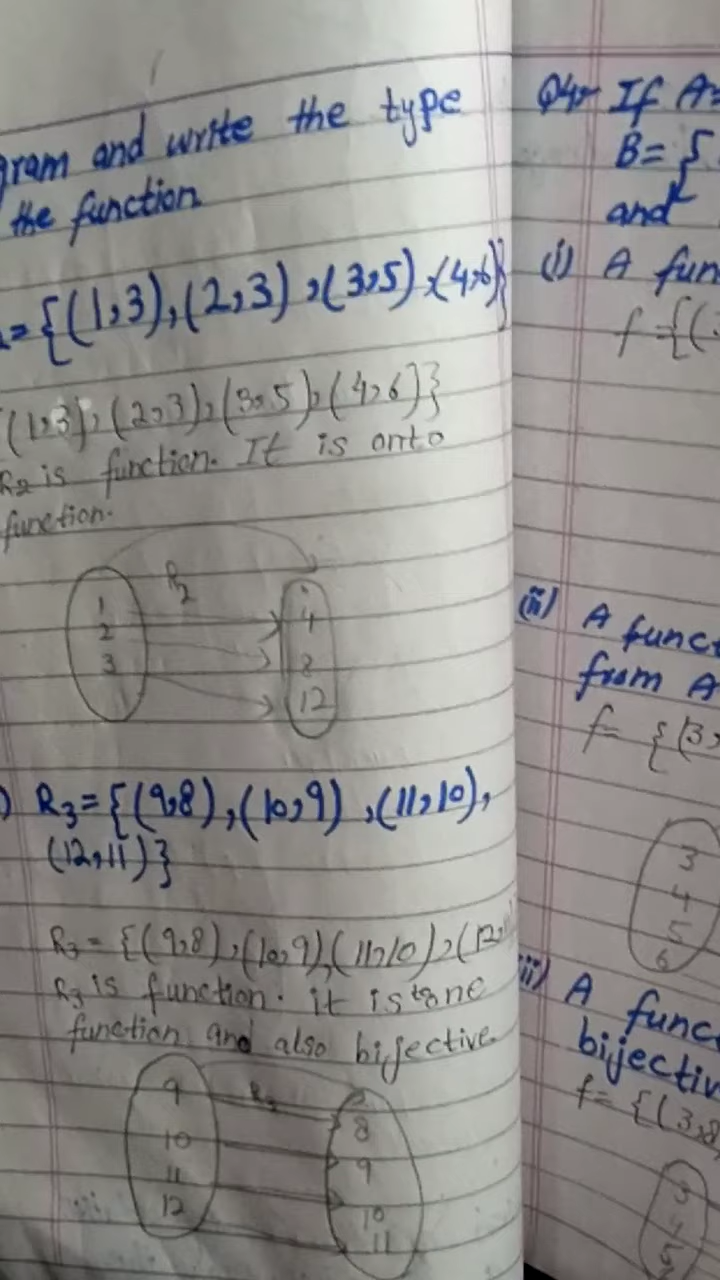 gram and write the type
the function
= {(1,3),(2,3),(3,5),(4,6)}
(1,3),(2,3),(3,5),(4,6)}
R2 is function. It is onto
function.
R2
1
2
3
4
8
12
) R3 = {(9,8),(10,9),(11,10),
(12,11)}
R3 = {(9,8),(10,9),(11,10),(12,
R3 is function. it is
function and also bijective
9
10
11
12
8
9
10
11
Q4 If A=
B= {
and
(i) A fun
f = {(
(ii) A funct
from A
f = {(3,
3
4
5
6
iii) A func
bijectiv
f = {(3,8
3
4
5